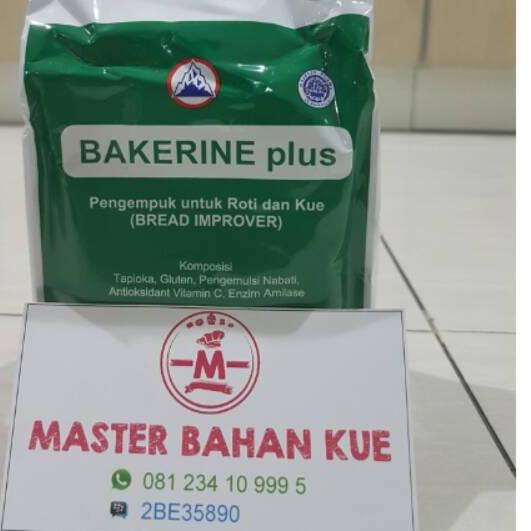 BAKERINE plus
Pengempuk untuk Roti dan Kue
(BREAD IMPROVER)
Komposisi
Tapioka, Gluten, Pengemulsi Nabati,
Antioksidant Vitamin C, Enzim Amilase
M
MASTER BAHAN KUE
081 234 10 999 5
2BE35890